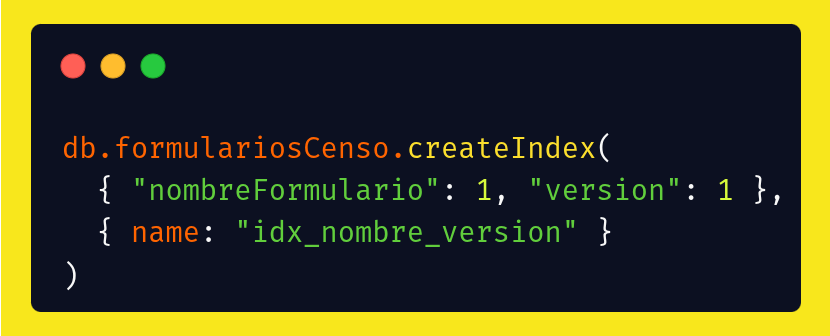 db.formulariosCenso.createIndex(
  { "nombreFormulario": 1, "version": 1 },
  { name: "idx_nombre_version" }
)